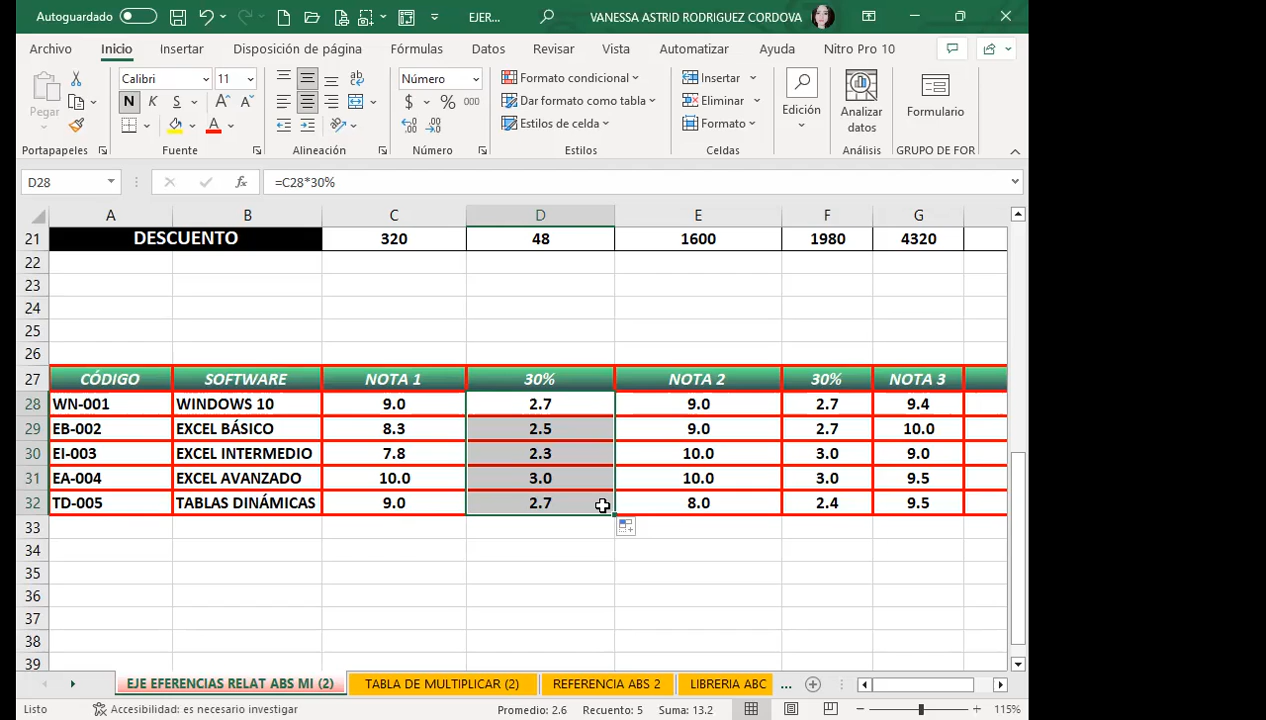 Autoguardado EJER... VANESSA ASTRID RODRIGUEZ CORDOVA
Archivo Inicio Insertar Disposición de página Fórmulas Datos Revisar Vista Automatizar Ayuda Nitro Pro 10
Pegar Calibri 11 Número Formato condicional Insertar Edición Analizar datos Formulario
N K S $ % 000 Dar formato como tabla Eliminar
Estilos de celda Formato
Portapapeles Fuente Alineación Número Estilos Celdas Análisis GRUPO DE FOR
D28 fx =C28*30%
A B C D E F G
21 DESCUENTO 320 48 1600 1980 4320
22
23
24
25
26
27 CÓDIGO SOFTWARE NOTA 1 30% NOTA 2 30% NOTA 3
28 WN-001 WINDOWS 10 9.0 2.7 9.0 2.7 9.4
29 EB-002 EXCEL BÁSICO 8.3 2.5 9.0 2.7 10.0
30 EI-003 EXCEL INTERMEDIO 7.8 2.3 10.0 3.0 9.0
31 EA-004 EXCEL AVANZADO 10.0 3.0 10.0 3.0 9.5
32 TD-005 TABLAS DINÁMICAS 9.0 2.7 8.0 2.4 9.5
33
34
35
36
37
38
39
EJE EFERENCIAS RELAT ABS MI (2) TABLA DE MULTIPLICAR (2) REFERENCIA ABS 2 LIBRERIA ABC ...
Listo Accesibilidad: es necesario investigar Promedio: 2.6 Recuento: 5 Suma: 13.2 115%